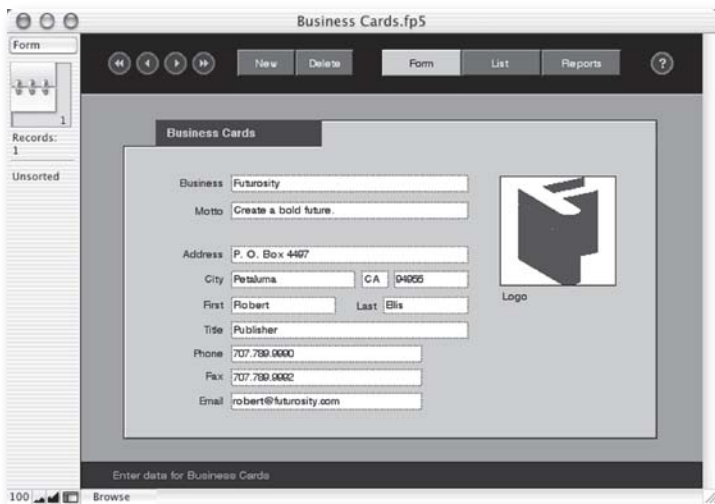 Business Cards.fp5
Form
New Delete Form List Reports ?
1
Records:
1
Unsorted
Business Cards
Business Futurosity
Motto Create a bold future.
Address P. O. Box 4497
City Petaluma CA 94955
First Robert Last Ellis
Title Publisher
Phone 707.789.9990
Fax 707.789.9992
Email robert@futurosity.com
Logo
Enter data for Business Cards
100 Browse